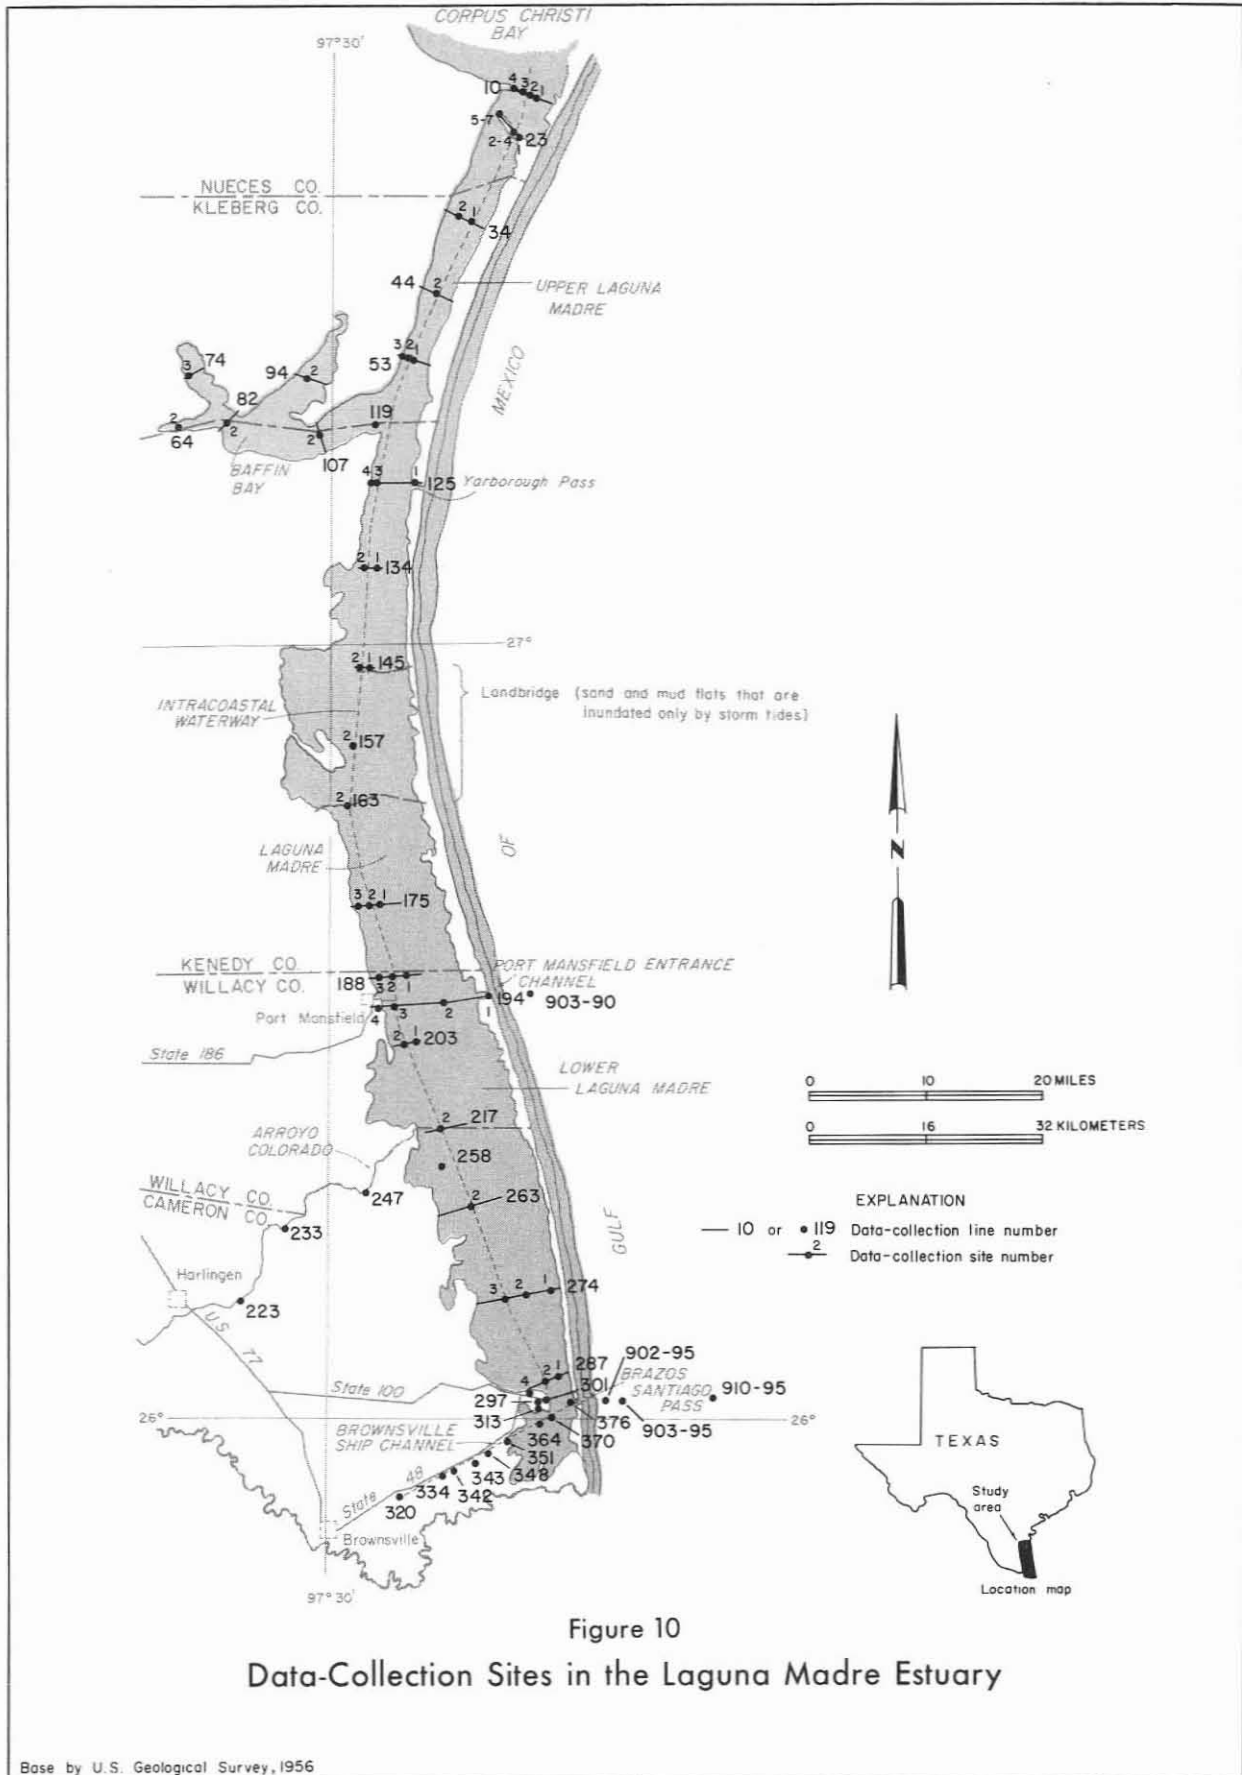 CORPUS CHRISTI
BAY
97°30'
10
4
3
2
1
5-7
2-4
23
1
NUECES CO.
KLEBERG CO.
2
1
34
44
2
UPPER LAGUNA
MADRE
3
2
1
53
3
74
94
2
MEXICO
82
2
119
2
64
2
107
BAFFIN
BAY
4
3
1
125
Yarborough Pass
2
1
134
27°
2
1
145
Landbridge (sand and mud flats that are
inundated only by storm tides)
INTRACOASTAL
WATERWAY
2
157
2
163
LAGUNA
MADRE
OF
N
3
2
1
175
KENEDY CO.
WILLACY CO.
188
3
2
1
PORT MANSFIELD ENTRANCE
CHANNEL
194
903-90
Port Mansfield
4
3
2
1
2
1
203
State 186
LOWER
LAGUNA MADRE
0 10 20 MILES
0 16 32 KILOMETERS
2
217
ARROYO
COLORADO
258
WILLACY CO.
CAMERON CO.
247
2
263
233
GULF
EXPLANATION
10 or 119 Data-collection line number
2 Data-collection site number
Harlingen
223
U.S. 77
3
2
1
274
902-95
2
1
287
BRAZOS
SANTIAGO
PASS
910-95
State 100
4
301
297
313
376
903-95
26°
26°
BROWNSVILLE
SHIP CHANNEL
364
370
351
348
343
State 48
334
342
320
Brownsville
97°30'
TEXAS
Study
area
Location map
Figure 10
Data-Collection Sites in the Laguna Madre Estuary
Base by U.S. Geological Survey, 1956